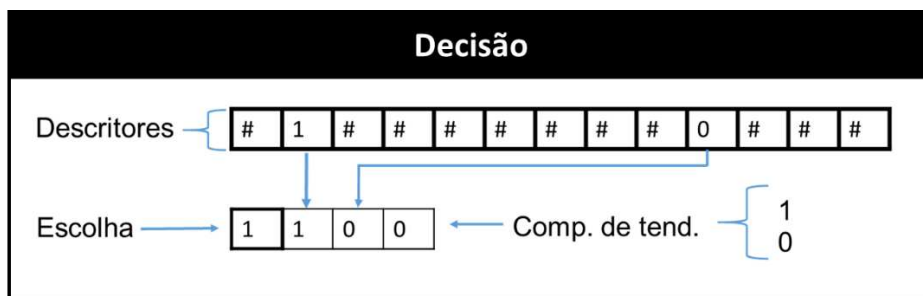 Decisão
Descritores # 1 # # # # # # # 0 # # #
Escolha 1 1 0 0 Comp. de tend. 1
0